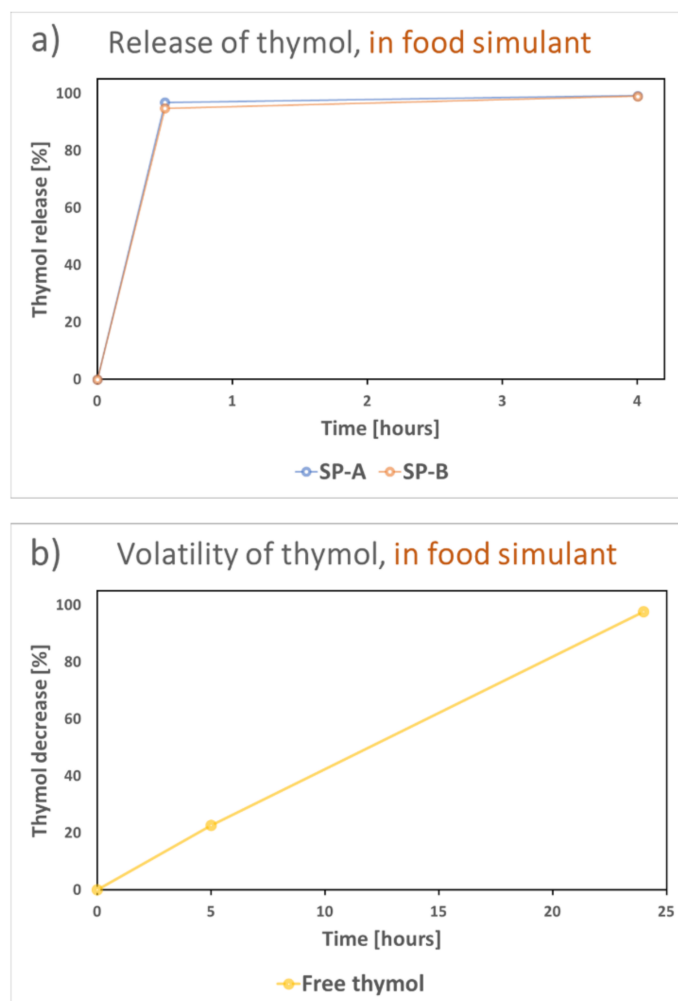 a) Release of thymol, in food simulant
Thymol release [%]
100
80
60
40
20
0
0 1 2 3 4
Time [hours]
SP-A SP-B
b) Volatility of thymol, in food simulant
Thymol decrease [%]
100
80
60
40
20
0
0 5 10 15 20 25
Time [hours]
Free thymol